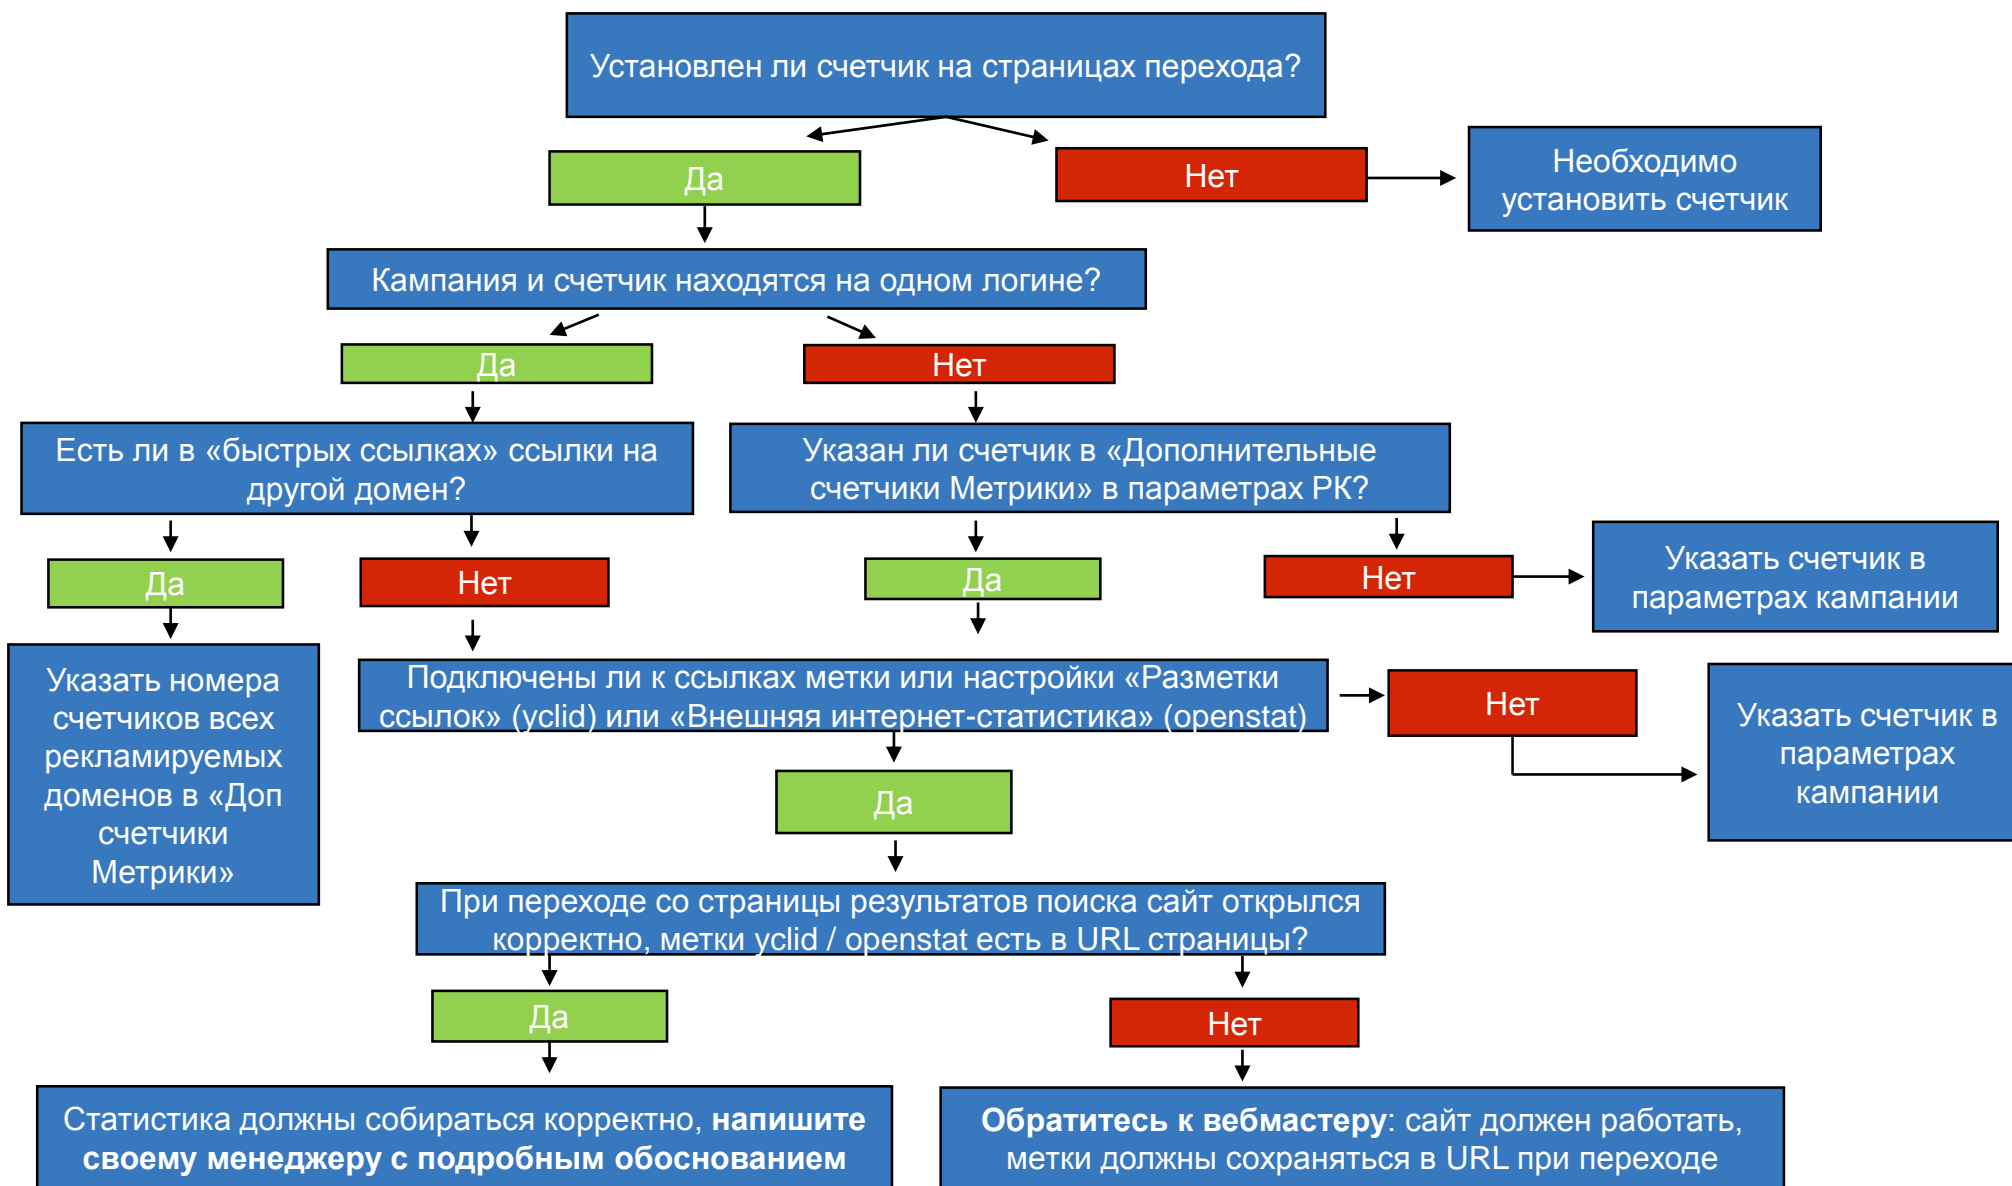 Установлен ли счетчик на страницах перехода?
Да
Нет
Необходимо
установить счетчик
Кампания и счетчик находятся на одном логине?
Да
Нет
Есть ли в «быстрых ссылках» ссылки на
другой домен?
Указан ли счетчик в «Дополнительные
счетчики Метрики» в параметрах РК?
Да
Нет
Да
Нет
Указать счетчик в
параметрах кампании
Указать номера
счетчиков всех
рекламируемых
доменов в «Доп
счетчики
Метрики»
Подключены ли к ссылках метки или настройки «Разметки
ссылок» (yclid) или «Внешняя интернет-статистика» (openstat)
Нет
Указать счетчик в
параметрах
кампании
Да
При переходе со страницы результатов поиска сайт открылся
корректно, метки yclid / openstat есть в URL страницы?
Да
Нет
Статистика должны собираться корректно, напишите
своему менеджеру с подробным обоснованием
Обратитесь к вебмастеру: сайт должен работать,
метки должны сохраняться в URL при переходе